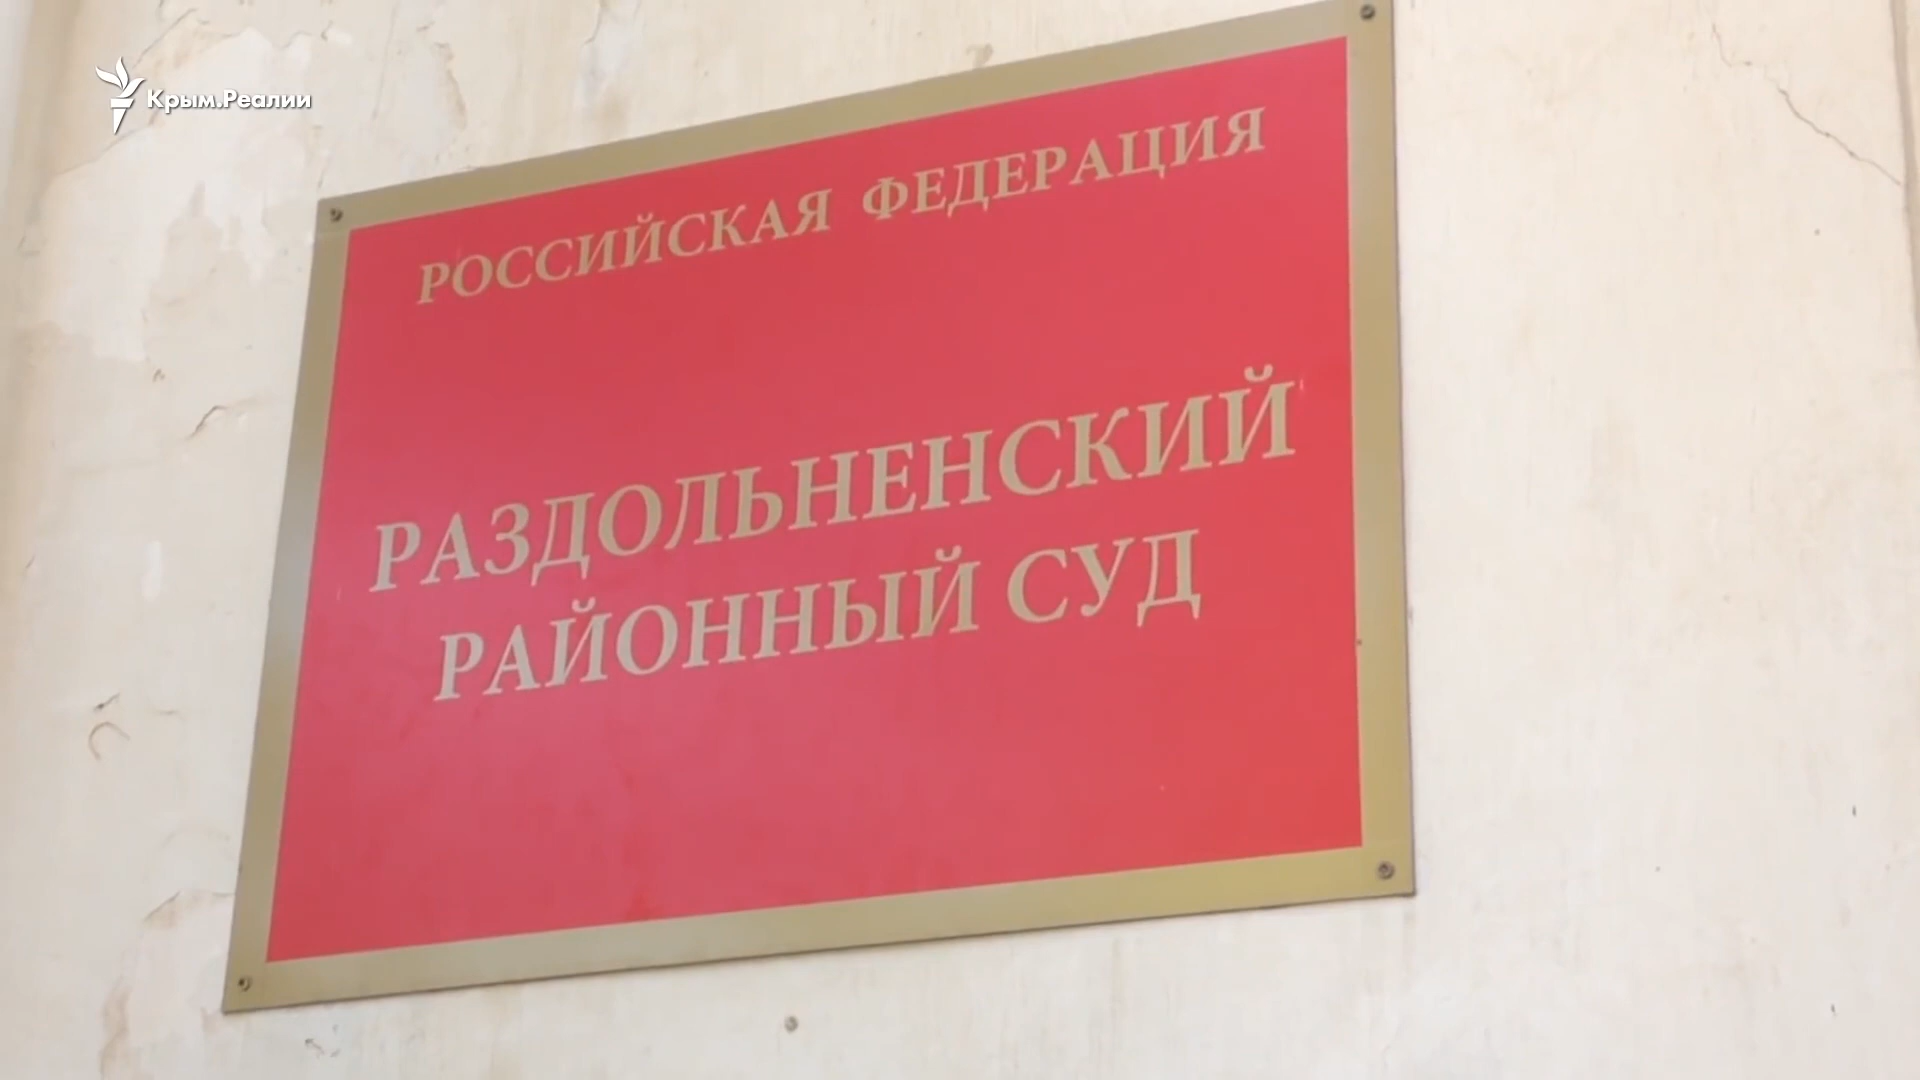 Крым.Реалии
РОССИЙСКАЯ ФЕДЕРАЦИЯ
РАЗДОЛЬНЕНСКИЙ
РАЙОННЫЙ СУД